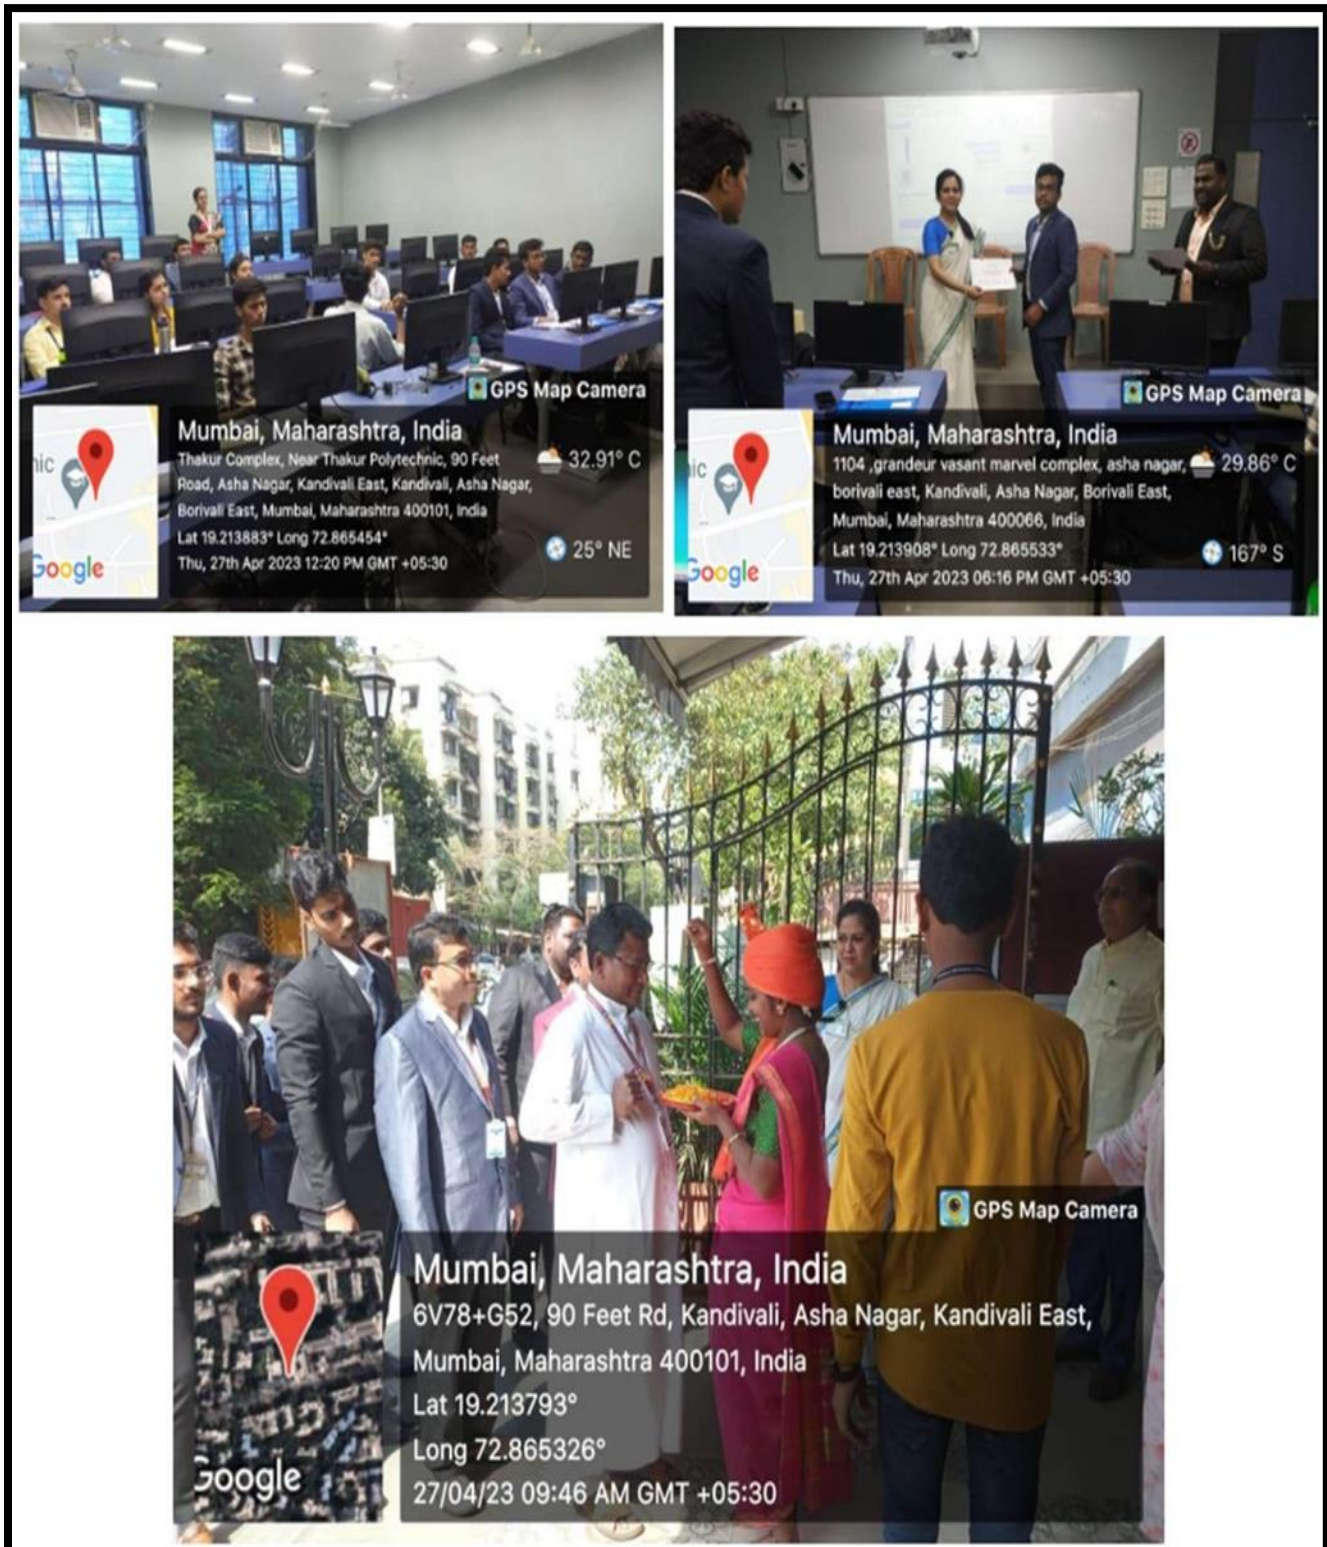 GPS Map Camera
Mumbai, Maharashtra, India
Thakur Complex, Near Thakur Polytechnic, 90 Feet
Road, Asha Nagar, Kandivali East, Kandivali, Asha Nagar,
Borivali East, Mumbai, Maharashtra 400101, India
Lat 19.213883° Long 72.865454°
Thu, 27th Apr 2023 12:20 PM GMT +05:30
32.91° C
25° NE
nic
Google
GPS Map Camera
Mumbai, Maharashtra, India
1104 ,grandeur vasant marvel complex, asha nagar,
borivali east, Kandivali, Asha Nagar, Borivali East,
Mumbai, Maharashtra 400066, India
Lat 19.213908° Long 72.865533°
Thu, 27th Apr 2023 06:16 PM GMT +05:30
29.86° C
167° S
ic
Google
GPS Map Camera
Mumbai, Maharashtra, India
6V78+G52, 90 Feet Rd, Kandivali, Asha Nagar, Kandivali East,
Mumbai, Maharashtra 400101, India
Lat 19.213793°
Long 72.865326°
27/04/23 09:46 AM GMT +05:30
Google